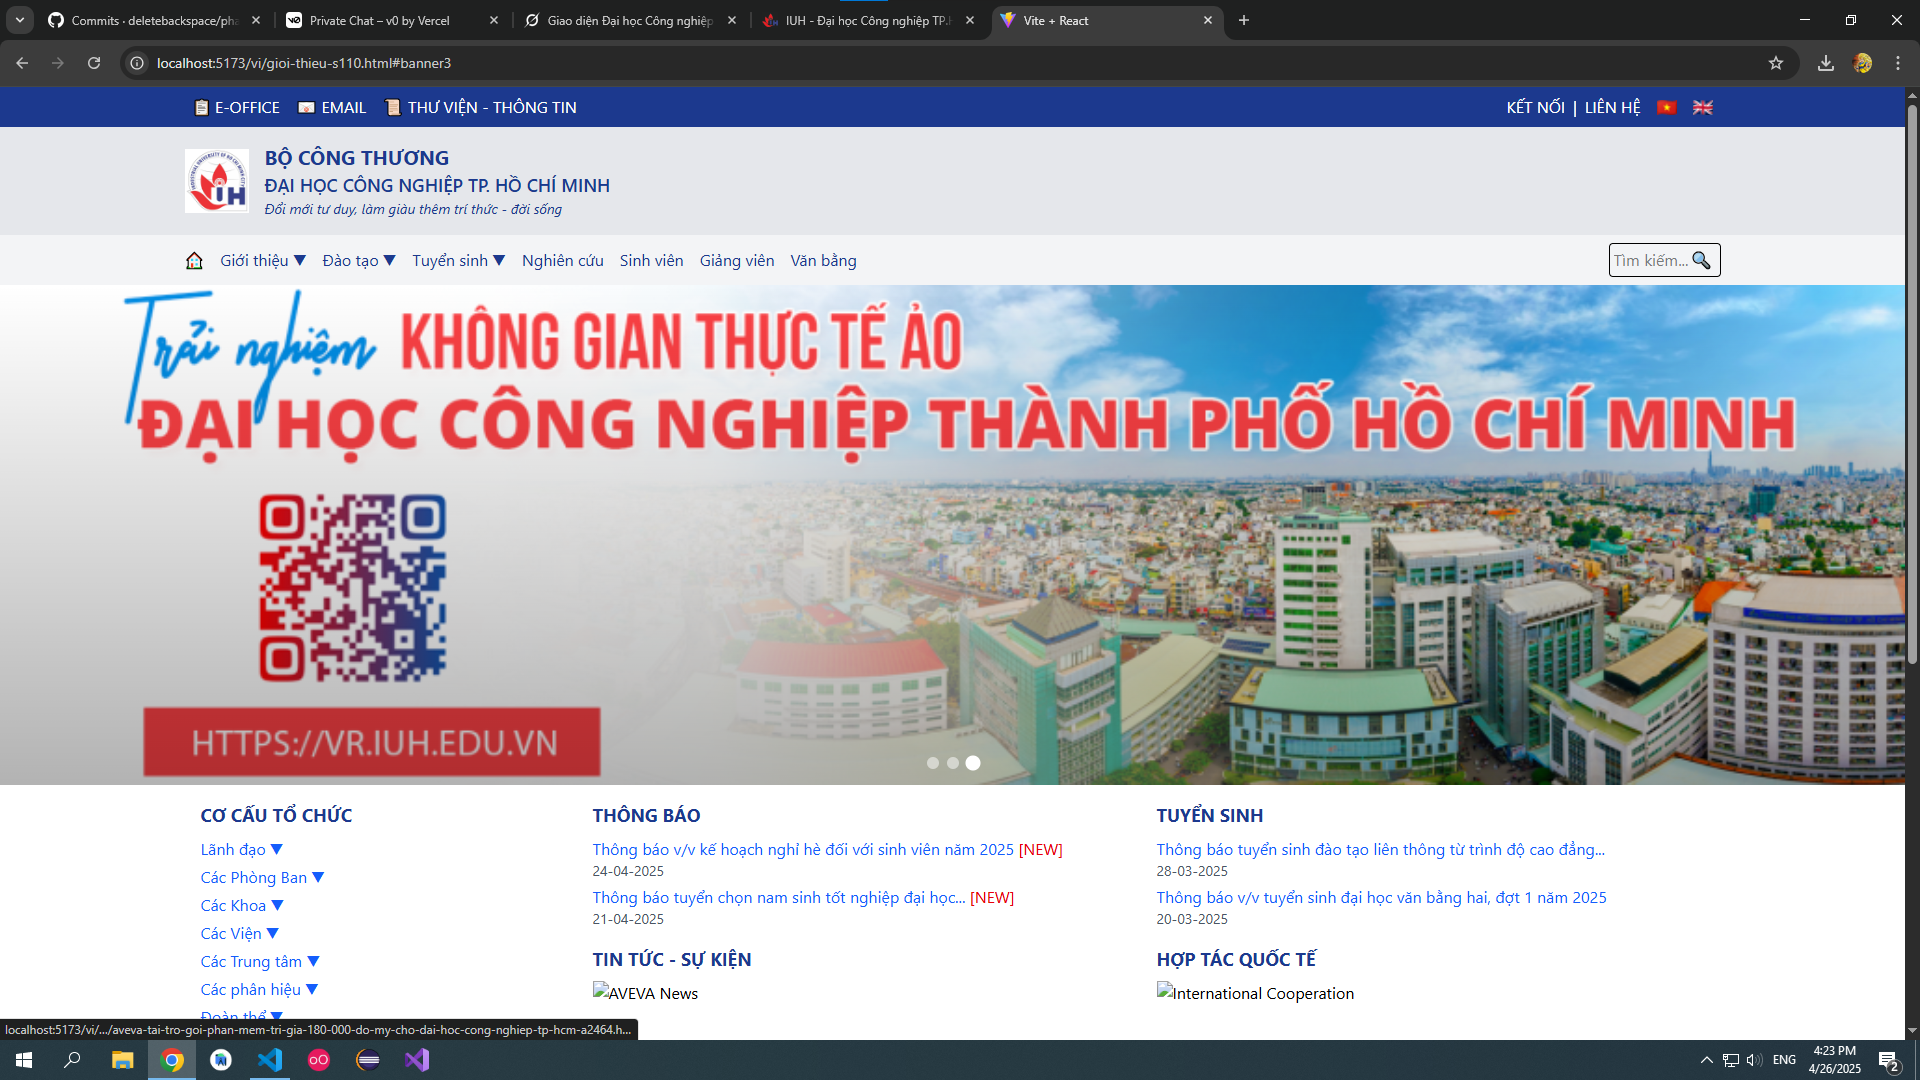 Commits · deletebackspace/pha
Private Chat – v0 by Vercel
Giao diện Đại học Công nghiệp
IUH - Đại học Công nghiệp TP.H
Vite + React
localhost:5173/vi/gioi-thieu-s110.html#banner3
E-OFFICE
EMAIL
THƯ VIỆN - THÔNG TIN
KẾT NỐI | LIÊN HỆ
BỘ CÔNG THƯƠNG
ĐẠI HỌC CÔNG NGHIỆP TP. HỒ CHÍ MINH
Đổi mới tư duy, làm giàu thêm trí thức - đời sống
Giới thiệu ▼
Đào tạo ▼
Tuyển sinh ▼
Nghiên cứu
Sinh viên
Giảng viên
Văn bằng
Tìm kiếm...
Trải nghiệm KHÔNG GIAN THỰC TẾ ẢO
ĐẠI HỌC CÔNG NGHIỆP THÀNH PHỐ HỒ CHÍ MINH
HTTPS://VR.IUH.EDU.VN
CƠ CẤU TỔ CHỨC
Lãnh đạo ▼
Các Phòng Ban ▼
Các Khoa ▼
Các Viện ▼
Các Trung tâm ▼
Các phân hiệu ▼
Đoàn thể ▼
THÔNG BÁO
Thông báo v/v kế hoạch nghỉ hè đối với sinh viên năm 2025 [NEW]
24-04-2025
Thông báo tuyển chọn nam sinh tốt nghiệp đại học... [NEW]
21-04-2025
TIN TỨC - SỰ KIỆN
AVEVA News
TUYỂN SINH
Thông báo tuyển sinh đào tạo liên thông từ trình độ cao đẳng...
28-03-2025
Thông báo v/v tuyển sinh đại học văn bằng hai, đợt 1 năm 2025
20-03-2025
HỢP TÁC QUỐC TẾ
International Cooperation
localhost:5173/vi/.../aveva-tai-tro-goi-phan-mem-tri-gia-180-000-do-my-cho-dai-hoc-cong-nghiep-tp-hcm-a2464.h...
ENG
4:23 PM
4/26/2025
2